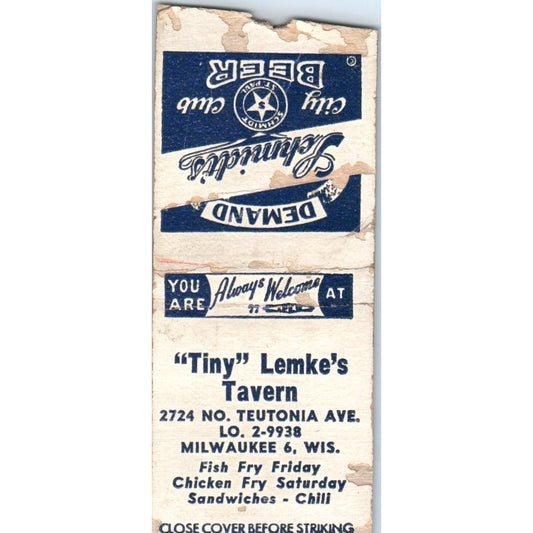 DEMAND
Schmidt's
City Club
BEER
SCHMIDT
ST. PAUL
©
YOU ARE
Always Welcome
AT
"Tiny" Lemke's
Tavern
2724 NO. TEUTONIA AVE.
LO. 2-9938
MILWAUKEE 6, WIS.
Fish Fry Friday
Chicken Fry Saturday
Sandwiches - Chili
CLOSE COVER BEFORE STRIKING